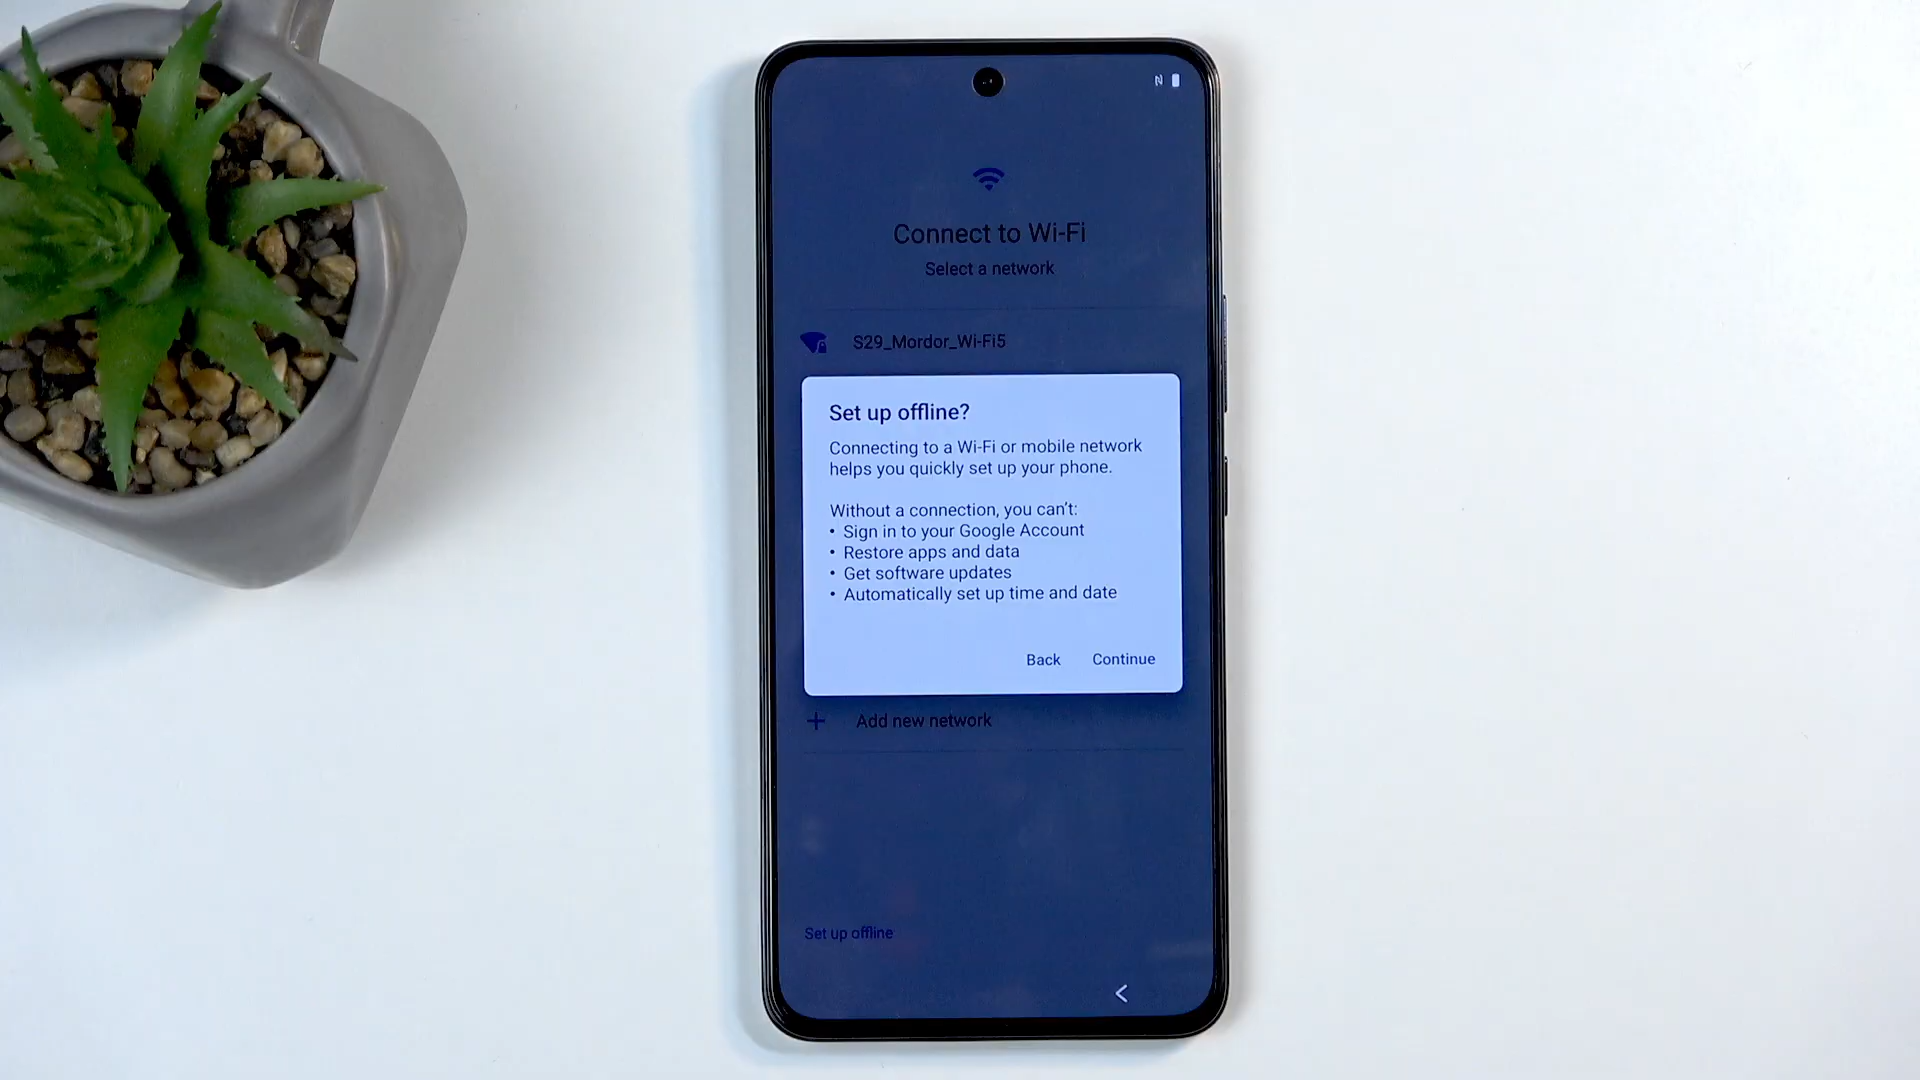 Connect to Wi-Fi
Select a network
S29_Mordor_Wi-Fi5
Set up offline?
Connecting to a Wi-Fi or mobile network
helps you quickly set up your phone.
Without a connection, you can't:
• Sign in to your Google Account
• Restore apps and data
• Get software updates
• Automatically set up time and date
Back Continue
Add new network
Set up offline